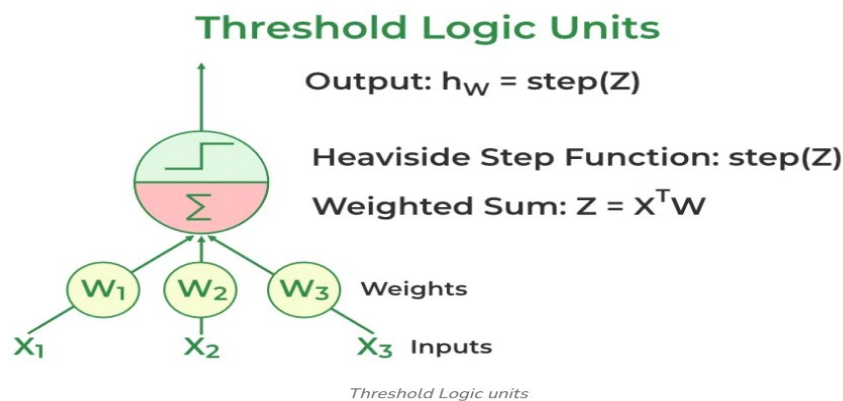 Threshold Logic Units
Output: hW = step(Z)
Heaviside Step Function: step(Z)
Σ
Weighted Sum: Z = XᵀW
W₁ W₂ W₃ Weights
X₁ X₂ X₃ Inputs
Threshold Logic units